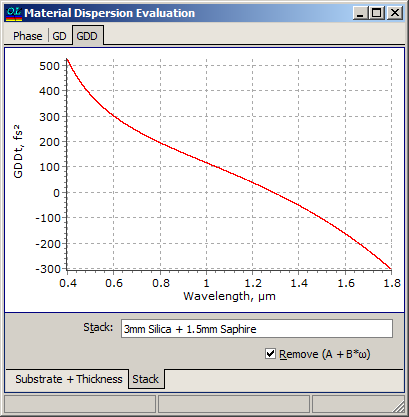 OL Material Dispersion Evaluation
Phase GD GDD
GDDt, fs²
500
400
300
200
100
0
-100
-200
-300
0.4 0.6 0.8 1 1.2 1.4 1.6 1.8
Wavelength, µm
Stack: 3mm Silica + 1.5mm Saphire
Remove (A + B*ω)
Substrate + Thickness Stack